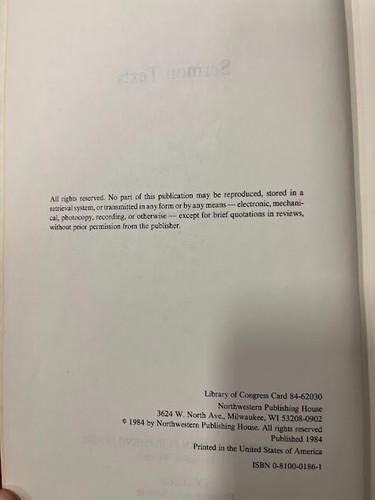 Sermon Texts
All rights reserved. No part of this publication may be reproduced, stored in a
retrieval system, or transmitted in any form or by any means — electronic, mechani-
cal, photocopy, recording, or otherwise — except for brief quotations in reviews,
without prior permission from the publisher.
Library of Congress Card 84-62030
Northwestern Publishing House
3624 W. North Ave., Milwaukee, WI 53208-0902
© 1984 by Northwestern Publishing House. All rights reserved
Published 1984
Printed in the United States of America
ISBN 0-8100-0186-1